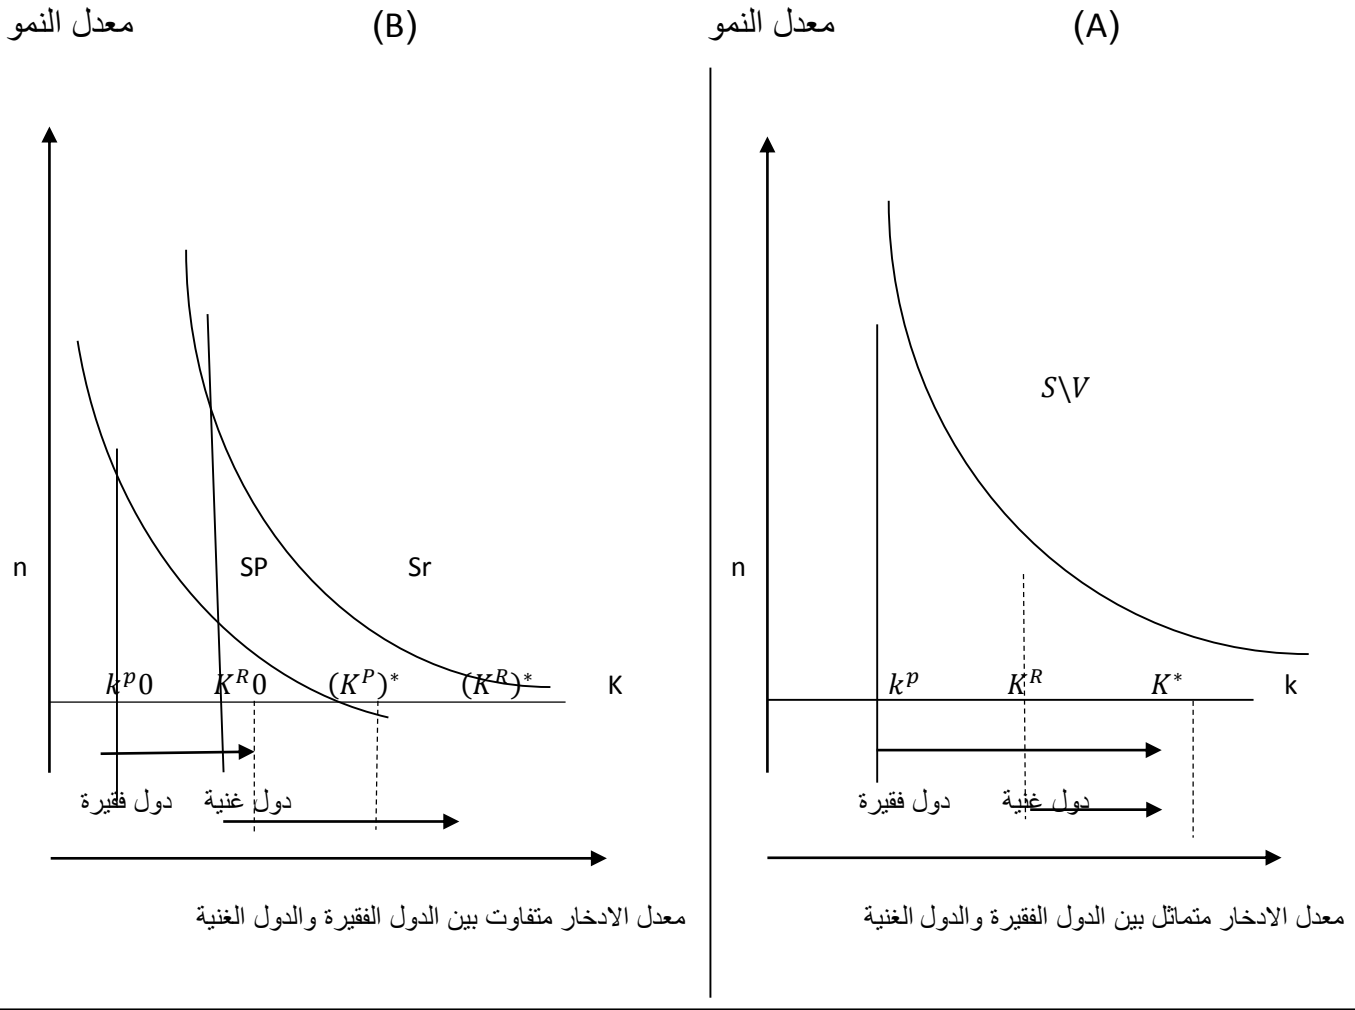 معدل النمو
(A)
S\V
n
k^p
K^R
K^*
k
دول فقيرة
دول غنية
معدل الادخار متماثل بين الدول الفقيرة والدول الغنية
معدل النمو
(B)
n
SP
Sr
k^p0
K^R0
(K^P)^*
(K^R)^*
K
دول فقيرة
دول غنية
معدل الادخار متفاوت بين الدول الفقيرة والدول الغنية